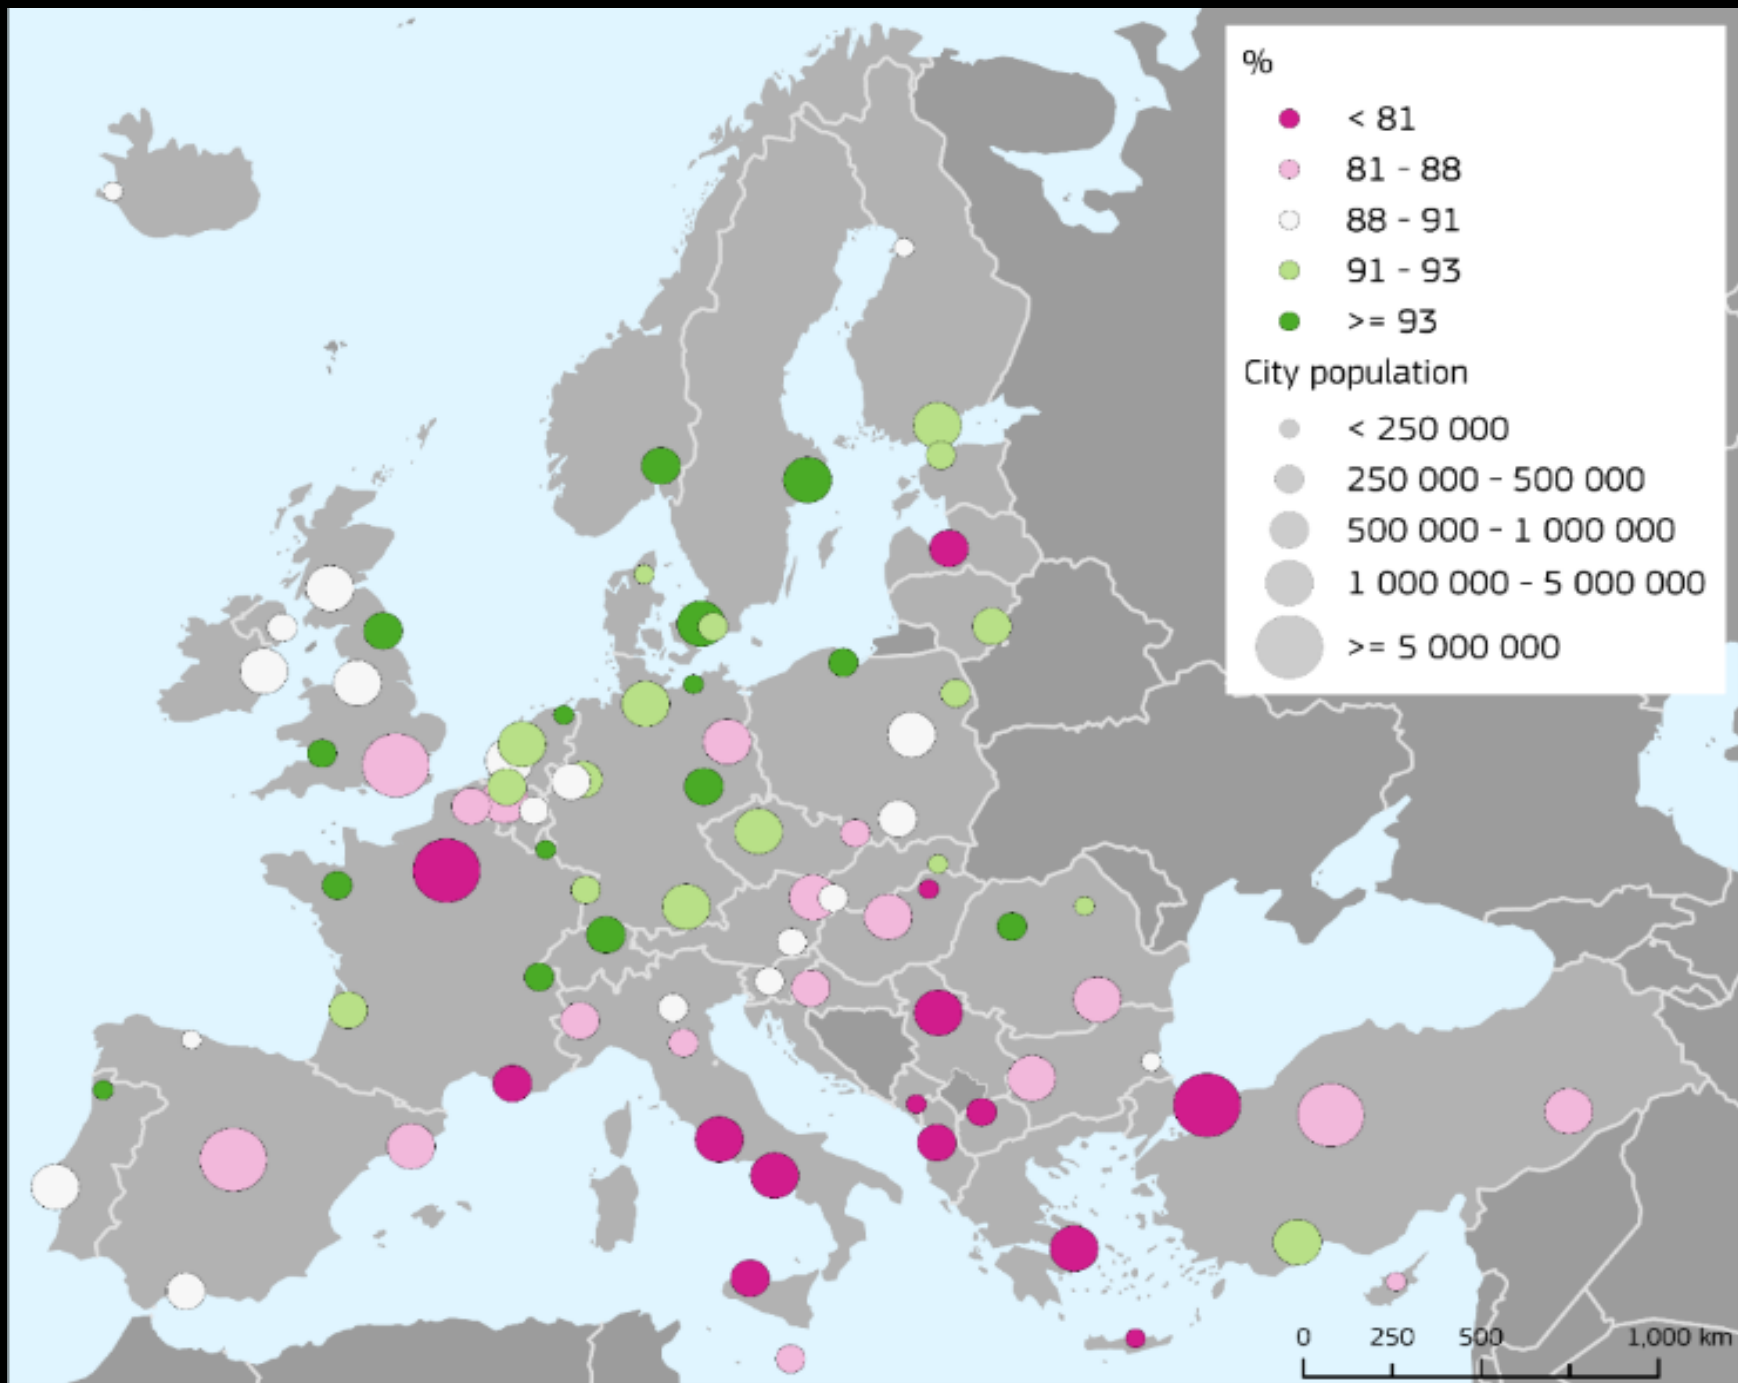 %
< 81
81 - 88
88 - 91
91 - 93
>= 93
City population
< 250 000
250 000 - 500 000
500 000 - 1 000 000
1 000 000 - 5 000 000
>= 5 000 000
0 250 500 1,000 km